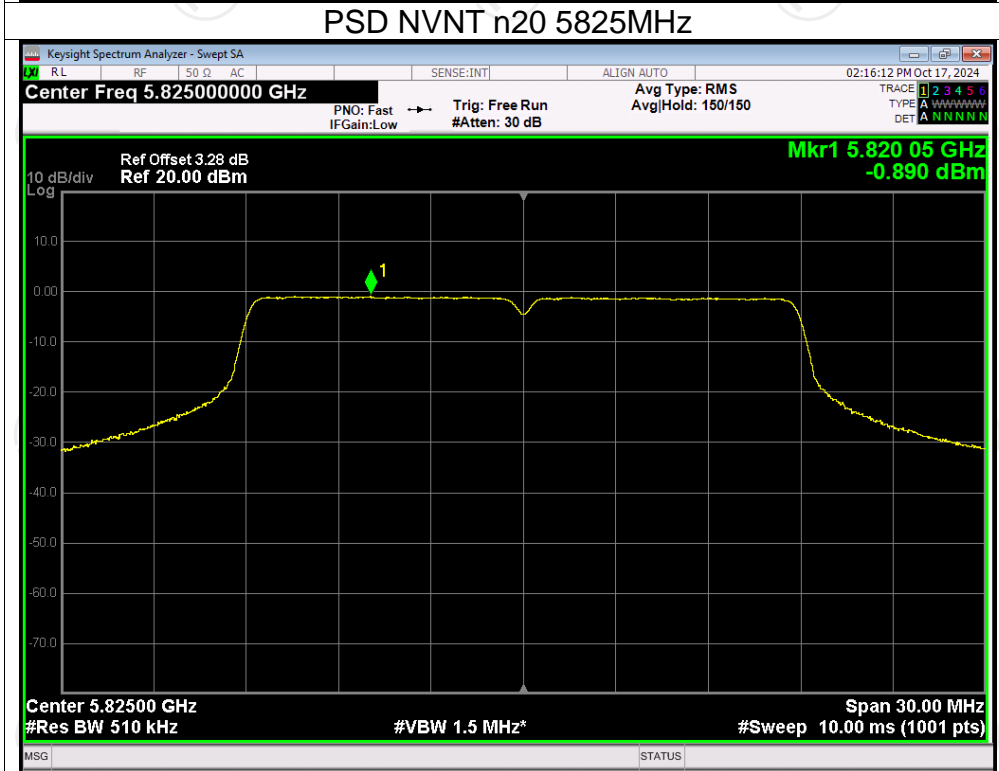 PSD NVNT n20 5825MHz
Keysight Spectrum Analyzer - Swept SA
LXI RL RF 50 Ω AC SENSE:INT ALIGN AUTO 02:16:12 PM Oct 17, 2024
Center Freq 5.825000000 GHz
PNO: Fast
IFGain:Low
Trig: Free Run
#Atten: 30 dB
Avg Type: RMS
Avg|Hold: 150/150
TRACE 1 2 3 4 5 6
TYPE A WWWWW
DET A N N N N N
Mkr1 5.820 05 GHz
-0.890 dBm
Ref Offset 3.28 dB
10 dB/div Ref 20.00 dBm
Log
10.0
1
0.00
-10.0
-20.0
-30.0
-40.0
-50.0
-60.0
-70.0
Center 5.82500 GHz Span 30.00 MHz
#Res BW 510 kHz #VBW 1.5 MHz* #Sweep 10.00 ms (1001 pts)
MSG STATUS